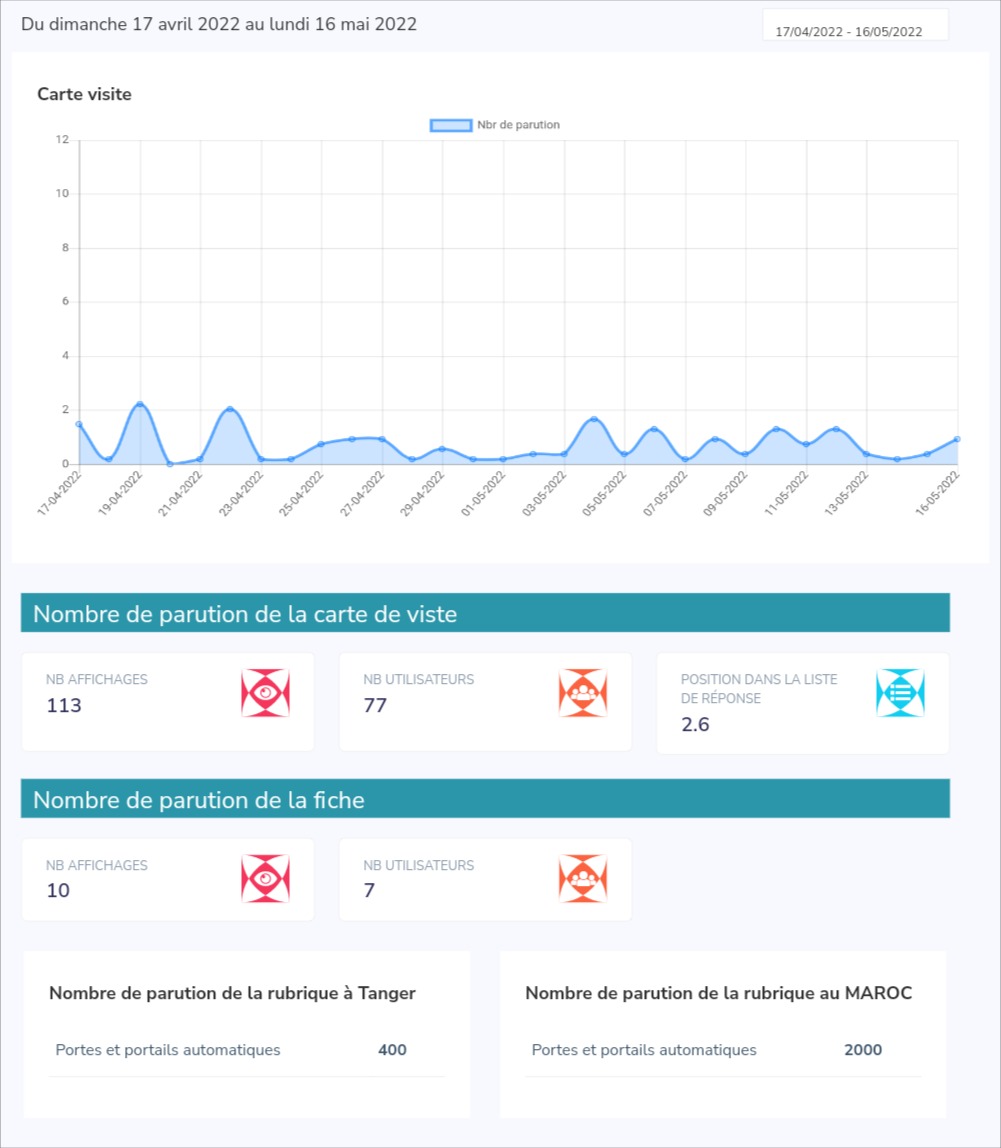 Du dimanche 17 avril 2022 au lundi 16 mai 2022
17/04/2022 - 16/05/2022
Carte visite
Nbr de parution
12
10
8
6
4
2
0
17-04-2022
19-04-2022
21-04-2022
23-04-2022
25-04-2022
27-04-2022
29-04-2022
01-05-2022
03-05-2022
05-05-2022
07-05-2022
09-05-2022
11-05-2022
13-05-2022
16-05-2022
Nombre de parution de la carte de viste
NB AFFICHAGES
113
NB UTILISATEURS
77
POSITION DANS LA LISTE
DE RÉPONSE
2.6
Nombre de parution de la fiche
NB AFFICHAGES
10
NB UTILISATEURS
7
Nombre de parution de la rubrique à Tanger
Portes et portails automatiques 400
Nombre de parution de la rubrique au MAROC
Portes et portails automatiques 2000